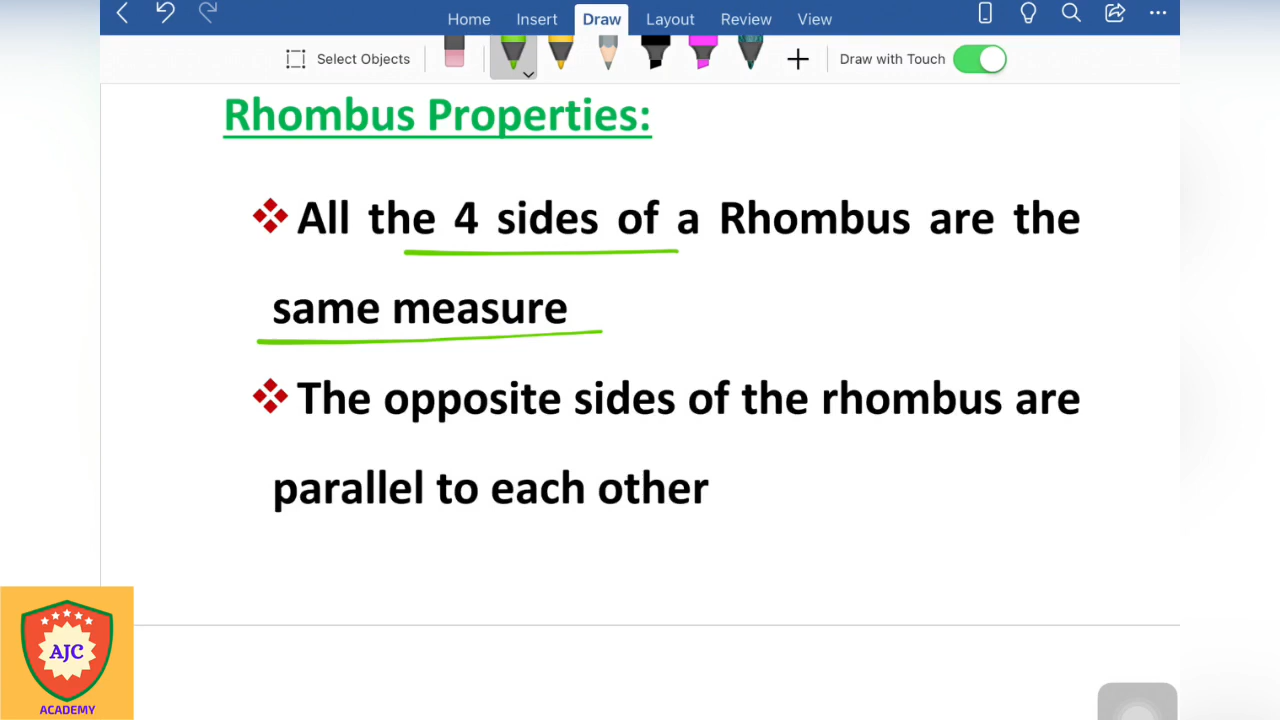 Home Insert Draw Layout Review View
Select Objects Draw with Touch
Rhombus Properties:
All the 4 sides of a Rhombus are the
same measure
The opposite sides of the rhombus are
parallel to each other
AJC
ACADEMY